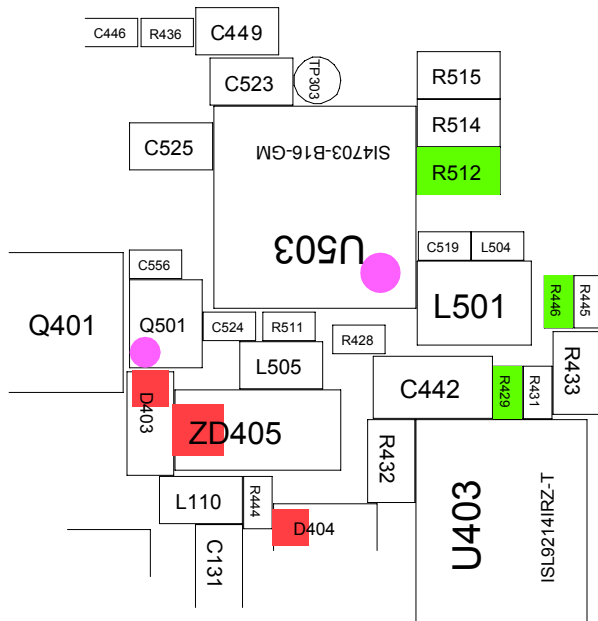 C446
R436
C449
C523
TP303
R515
R514
R512
C525
SI4703-B16-GM
U503
C519
L504
C556
Q401
Q501
C524
R511
R428
L501
R446
R445
L505
C442
R429
R431
R433
D403
ZD405
R432
L110
R444
D404
C131
U403
ISL9214IRZ-T